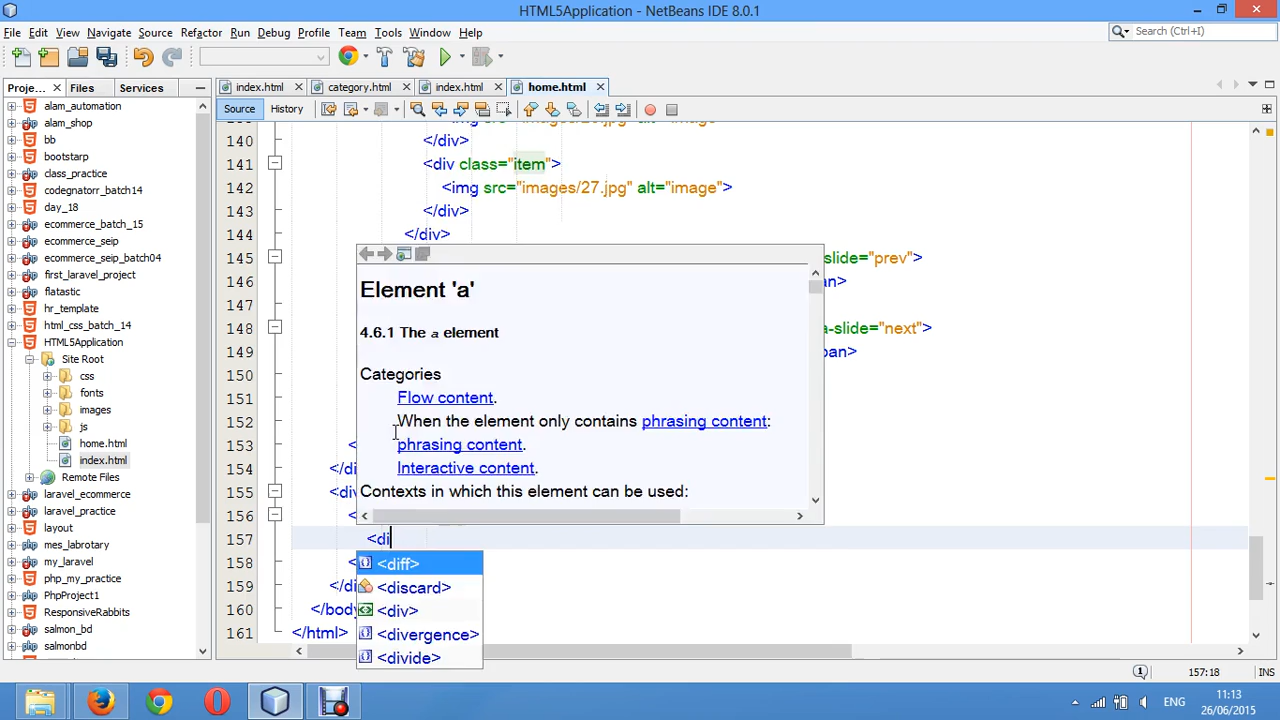 HTML5Application - NetBeans IDE 8.0.1
File Edit View Navigate Source Refactor Run Debug Profile Team Tools Window Help
Search (Ctrl+I)
Proje... Files Services
index.html category.html index.html home.html
Source History
alam_automation
alam_shop
bb
bootstarp
class_practice
codegnatorr_batch14
day_18
ecommerce_batch_15
ecommerce_seip
ecommerce_seip_batch04
first_laravel_project
flatastic
hr_template
html_css_batch_14
HTML5Application
Site Root
css
fonts
images
js
home.html
index.html
Remote Files
laravel_ecommerce
laravel_practice
layout
mes_labrotary
my_laravel
php_my_practice
PhpProject1
ResponsiveRabbits
salmon_bd
salmonbd
140 </div>
141 <div class="item">
142 <img src="images/27.jpg" alt="image">
143 </div>
144 </div>
145 slide="prev">
146 an>
147
148 a-slide="next">
149 pan>
150
151
152
153 <
154 </di
155 <div
156 <
157 <di
158 <
159 </di
160 </body
161 </html>
Element 'a'
4.6.1 The a element
Categories
Flow content.
When the element only contains phrasing content:
phrasing content.
Interactive content.
Contexts in which this element can be used:
<diff>
<discard>
<div>
<divergence>
<divide>
1 157:18 INS
ENG
11:13
26/06/2015